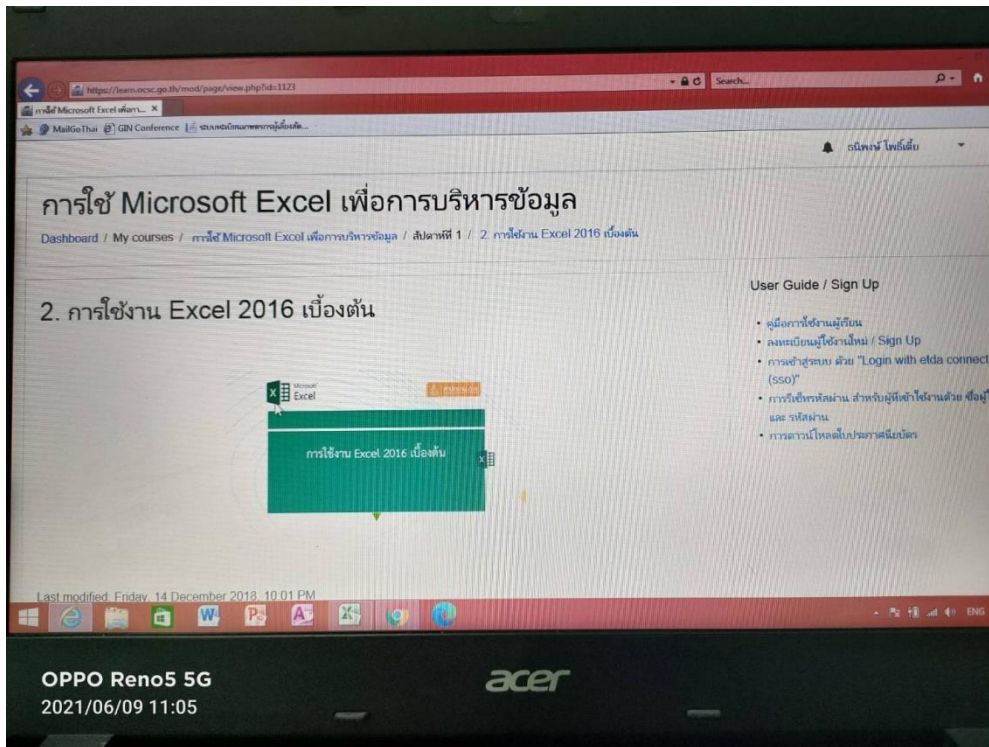 https://learn.ocsc.go.th/mod/page/view.php?id=1123
Search...
การใช้ Microsoft Excel เพื่อกา... X
MailGoThai GIN Conference
การใช้ Microsoft Excel เพื่อการบริหารข้อมูล
Dashboard / My courses / การใช้ Microsoft Excel เพื่อการบริหารข้อมูล / สัปดาห์ที่ 1 / 2. การใช้งาน Excel 2016 เบื้องต้น
2. การใช้งาน Excel 2016 เบื้องต้น
Microsoft
Excel
การใช้งาน Excel 2016 เบื้องต้น
Last modified: Friday, 14 December 2018, 10:01 PM
User Guide / Sign Up
• คู่มือการใช้งานผู้เรียน
• ลงทะเบียนผู้ใช้งานใหม่ / Sign Up
• การเข้าสู่ระบบ ด้วย "Login with etda connect
(sso)"
• การรีเซ็ทรหัสผ่าน สำหรับผู้ที่เข้าใช้งานด้วย
และ รหัสผ่าน
• การดาวน์โหลดใบประกาศนียบัตร
ENG
acer
OPPO Reno5 5G
2021/06/09 11:05